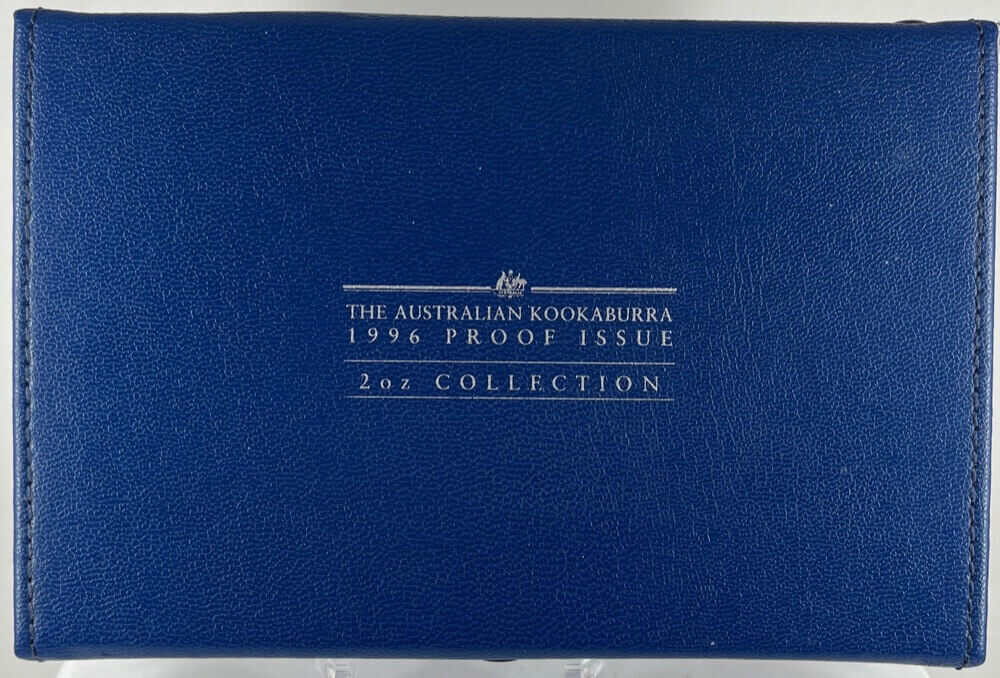 THE AUSTRALIAN KOOKABURRA
1996 PROOF ISSUE
2oz COLLECTION